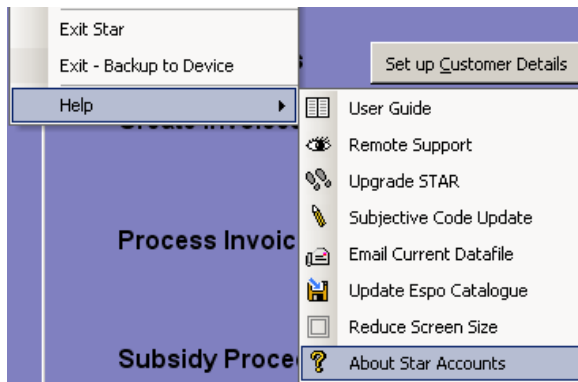 Exit Star
Exit - Backup to Device
Set up Customer Details
Help
User Guide
Remote Support
Upgrade STAR
Subjective Code Update
Process Invoic
Email Current Datafile
Update Espo Catalogue
Reduce Screen Size
Subsidy Proce
About Star Accounts